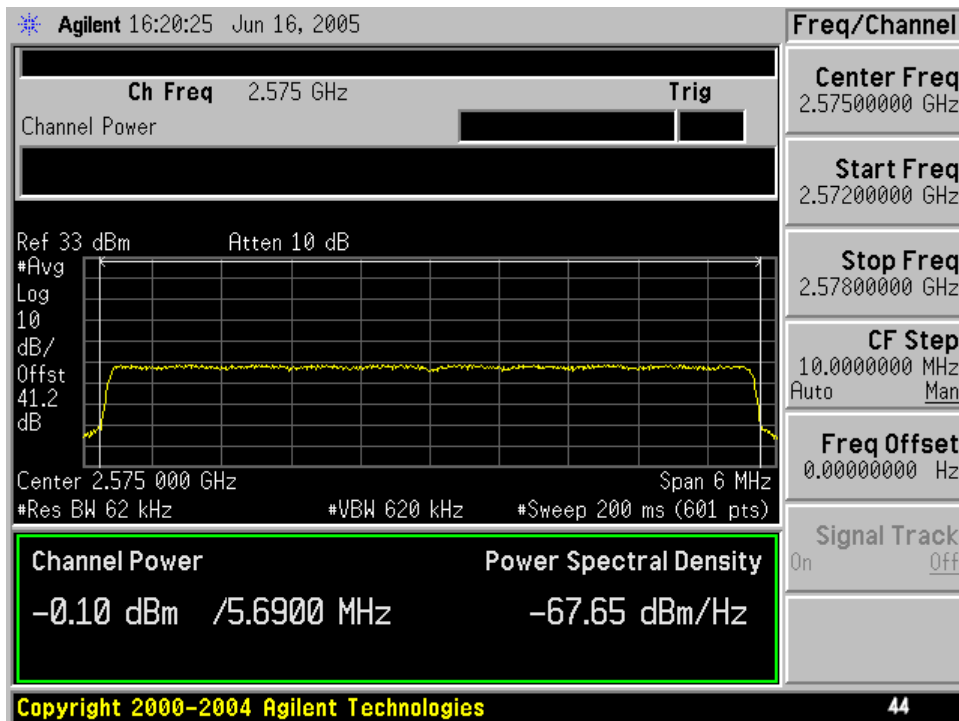 Agilent 16:20:25 Jun 16, 2005
Freq/Channel
Ch Freq 2.575 GHz Trig
Channel Power
Center Freq
2.57500000 GHz
Start Freq
2.57200000 GHz
Stop Freq
2.57800000 GHz
CF Step
10.0000000 MHz
Auto Man
Freq Offset
0.00000000 Hz
Signal Track
On Off
Ref 33 dBm Atten 10 dB
#Avg
Log
10
dB/
Offst
41.2
dB
Center 2.575 000 GHz Span 6 MHz
#Res BW 62 kHz #VBW 620 kHz #Sweep 200 ms (601 pts)
Channel Power Power Spectral Density
-0.10 dBm /5.6900 MHz -67.65 dBm/Hz
Copyright 2000-2004 Agilent Technologies 44